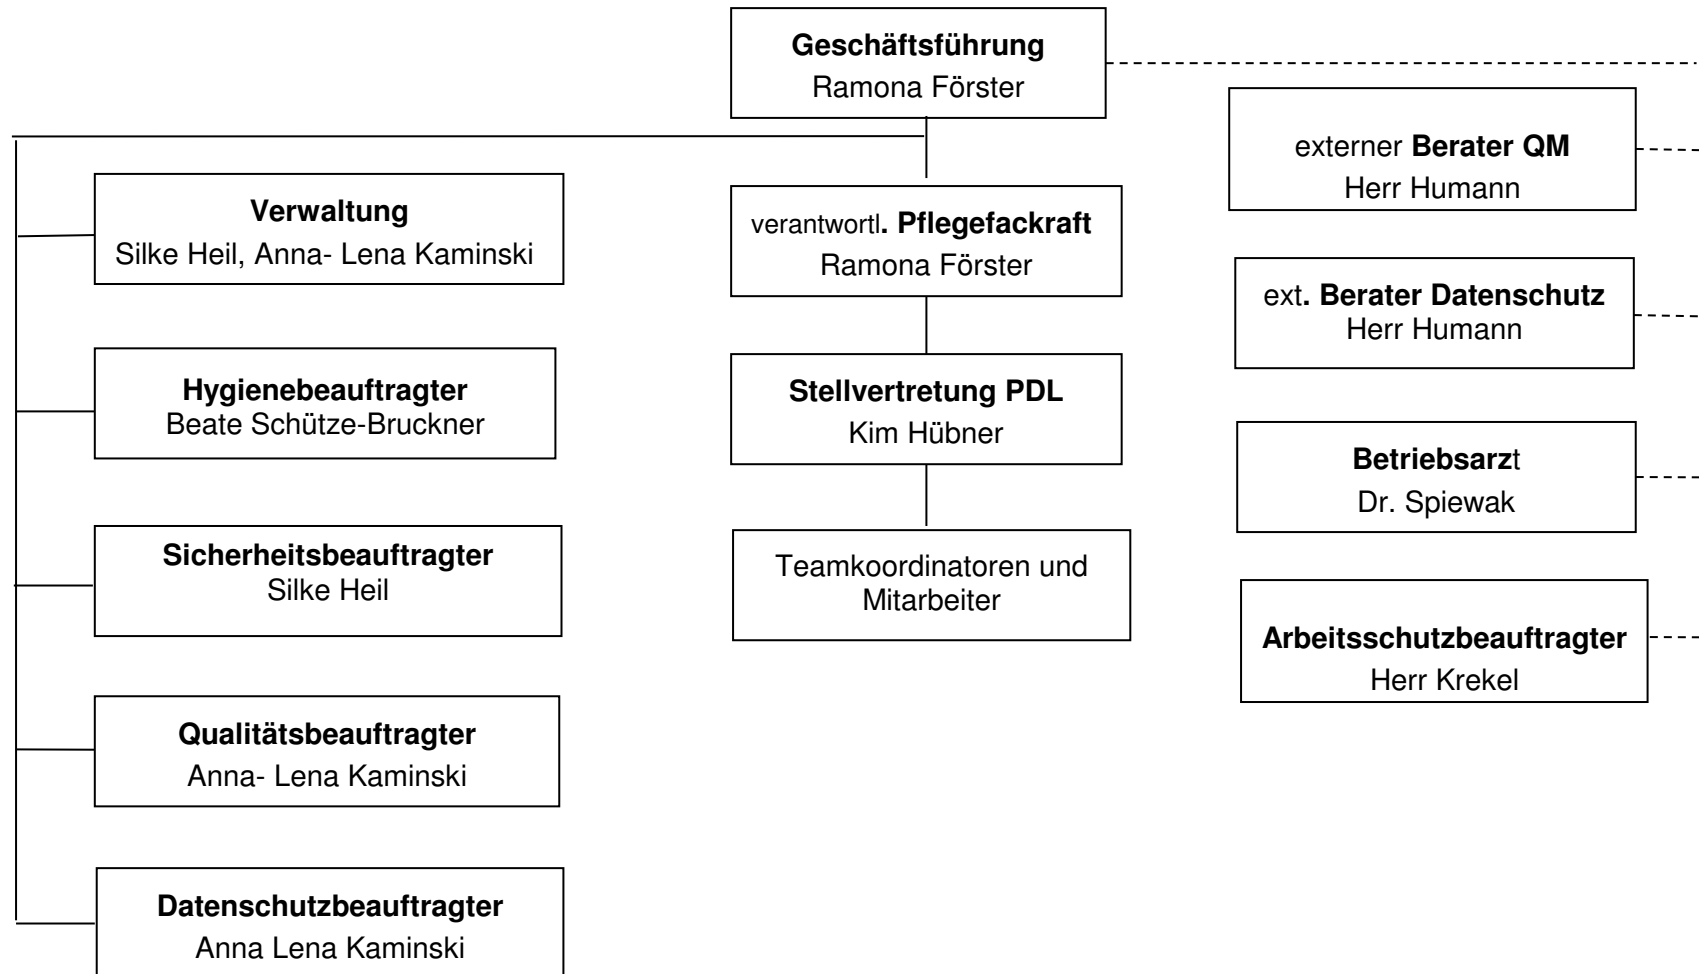 Geschäftsführung
Ramona Förster
Verwaltung
Silke Heil, Anna- Lena Kaminski
Hygienebeauftragter
Beate Schütze-Bruckner
Sicherheitsbeauftragter
Silke Heil
Qualitätsbeauftragter
Anna- Lena Kaminski
Datenschutzbeauftragter
Anna Lena Kaminski
verantwortl. Pflegefackraft
Ramona Förster
Stellvertretung PDL
Kim Hübner
Teamkoordinatoren und
Mitarbeiter
externer Berater QM
Herr Humann
ext. Berater Datenschutz
Herr Humann
Betriebsarzt
Dr. Spiewak
Arbeitsschutzbeauftragter
Herr Krekel